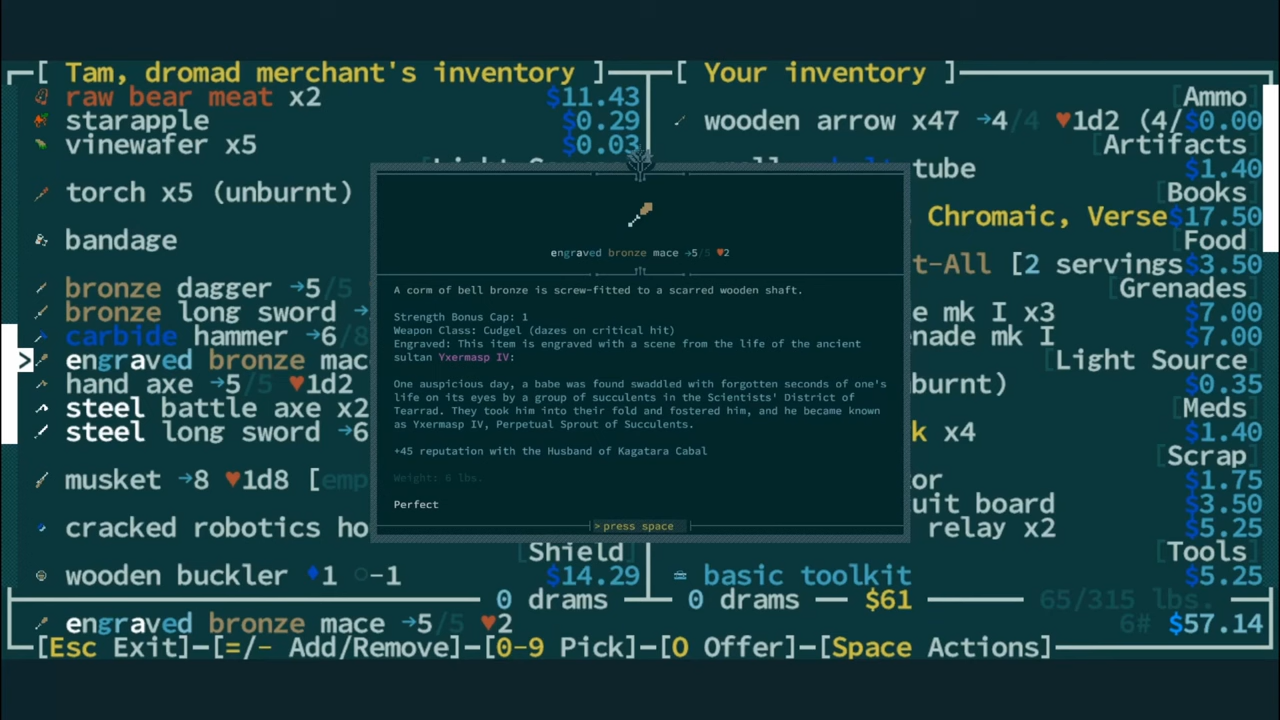 [ Tam, dromad merchant's inventory ]
[ Your inventory ]
raw bear meat x2 $11.43
[Ammo
starapple $0.29
wooden arrow x47 →4/4 ♥1d2 (4/ $0.00
vinewafer x5 $0.03
[Artifacts
tube $1.40
torch x5 (unburnt)
[Books
Chromaic, Verse $17.50
bandage
[Food
t-All [2 servings $3.50
bronze dagger →5/5
[Grenades
bronze long sword →
e mk I x3 $7.00
carbide hammer →6/8
enade mk I $7.00
> engraved bronze mac
[Light Source
hand axe →5/5 ♥1d2
burnt) $0.35
steel battle axe x2
[Meds
steel long sword →6
k x4 $1.40
[Scrap
musket →8 ♥1d8 [emp
or $1.75
uit board $3.50
cracked robotics ho
relay x2 $5.25
[Shield
[Tools
wooden buckler ♦1 ○-1 $14.29
basic toolkit $5.25
0 drams
0 drams — $61
65/315 lbs.
engraved bronze mace →5/5 ♥2
6# $57.14
[Esc Exit]—[=/- Add/Remove]—[0-9 Pick]—[O Offer]—[Space Actions]
engraved bronze mace →5/5 ♥2
A corm of bell bronze is screw-fitted to a scarred wooden shaft.
Strength Bonus Cap: 1
Weapon Class: Cudgel (dazes on critical hit)
Engraved: This item is engraved with a scene from the life of the ancient
sultan Yxermasp IV:
One auspicious day, a babe was found swaddled with forgotten seconds of one's
life on its eyes by a group of succulents in the Scientists' District of
Tearrad. They took him into their fold and fostered him, and he became known
as Yxermasp IV, Perpetual Sprout of Succulents.
+45 reputation with the Husband of Kagatara Cabal
Weight: 6 lbs.
Perfect
>press space